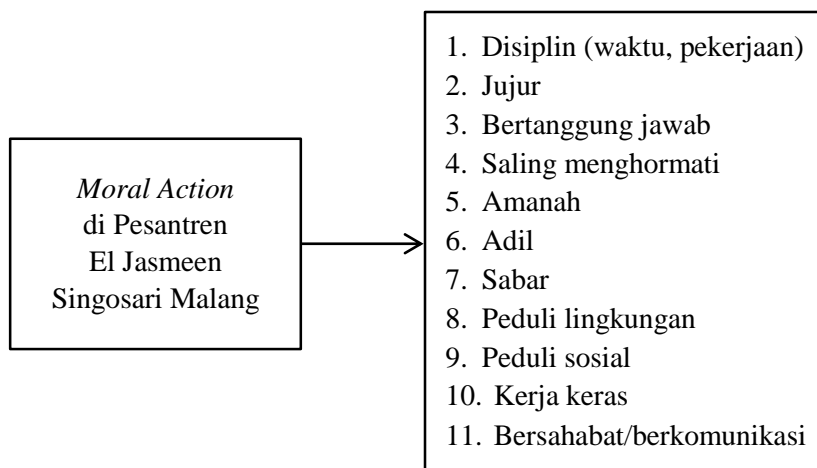 Moral Action
di Pesantren
El Jasmeen
Singosari Malang
1. Disiplin (waktu, pekerjaan)
2. Jujur
3. Bertanggung jawab
4. Saling menghormati
5. Amanah
6. Adil
7. Sabar
8. Peduli lingkungan
9. Peduli sosial
10. Kerja keras
11. Bersahabat/berkomunikasi